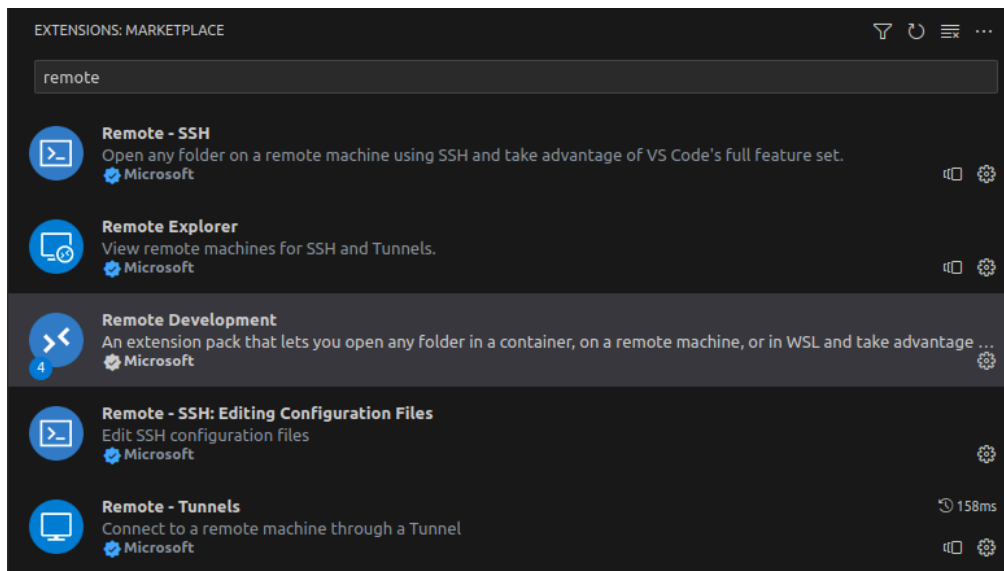 EXTENSIONS: MARKETPLACE
remote
Remote - SSH
Open any folder on a remote machine using SSH and take advantage of VS Code's full feature set.
Microsoft
Remote Explorer
View remote machines for SSH and Tunnels.
Microsoft
Remote Development
An extension pack that lets you open any folder in a container, on a remote machine, or in WSL and take advantage ...
4
Microsoft
Remote - SSH: Editing Configuration Files
Edit SSH configuration files
Microsoft
Remote - Tunnels 158ms
Connect to a remote machine through a Tunnel
Microsoft